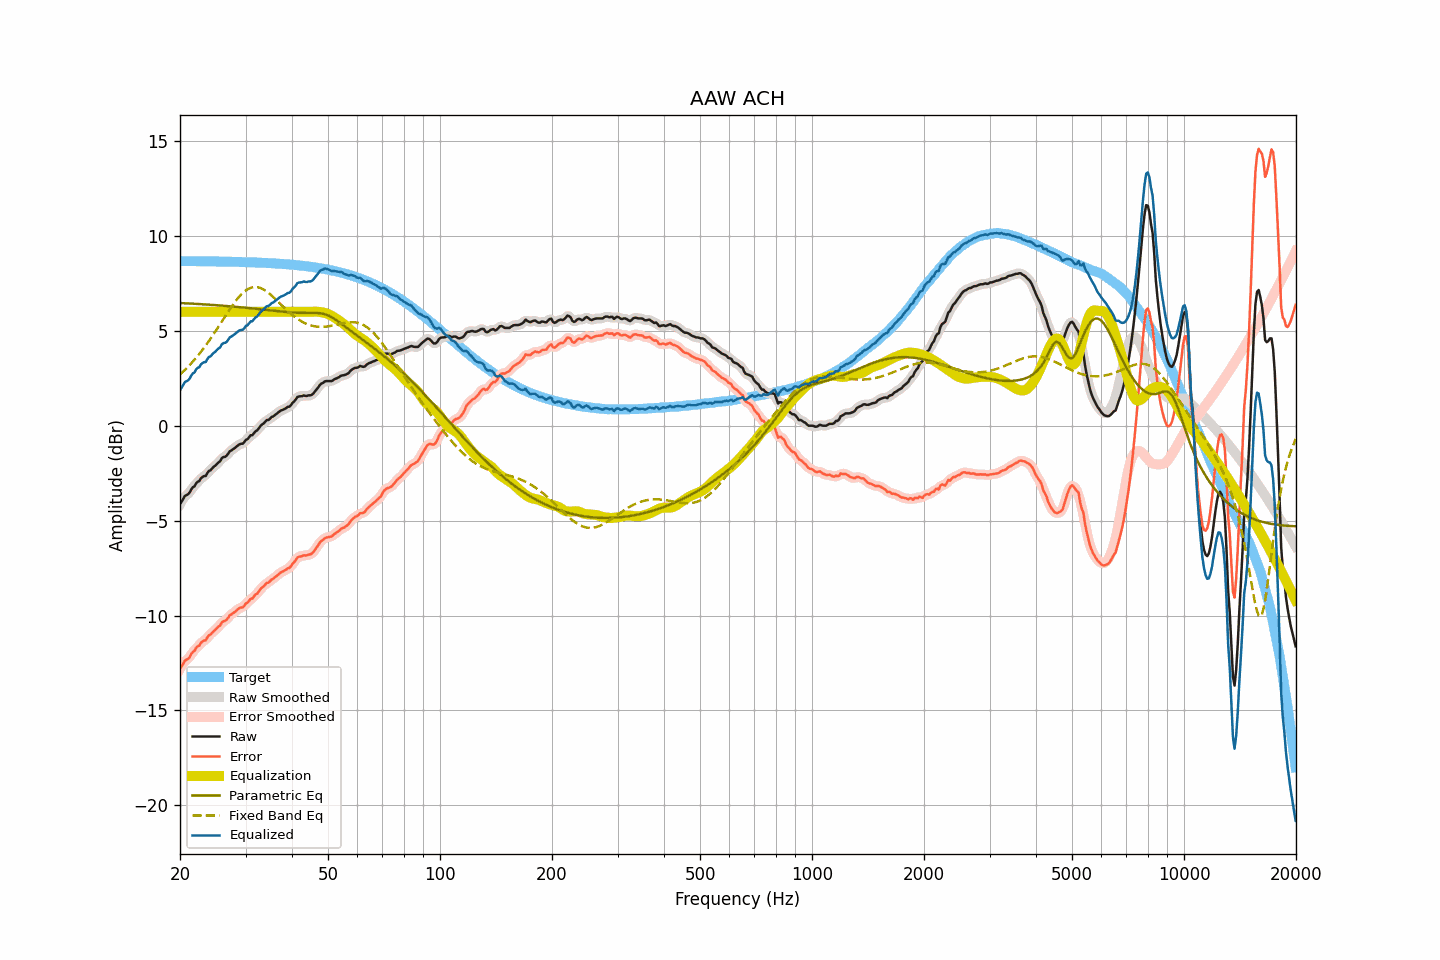 AAW ACH
15
10
5
0
−5
−10
−15
−20
Amplitude (dBr)
Target
Raw Smoothed
Error Smoothed
Raw
Error
Equalization
Parametric Eq
Fixed Band Eq
Equalized
20 50 100 200 500 1000 2000 5000 10000 20000
Frequency (Hz)